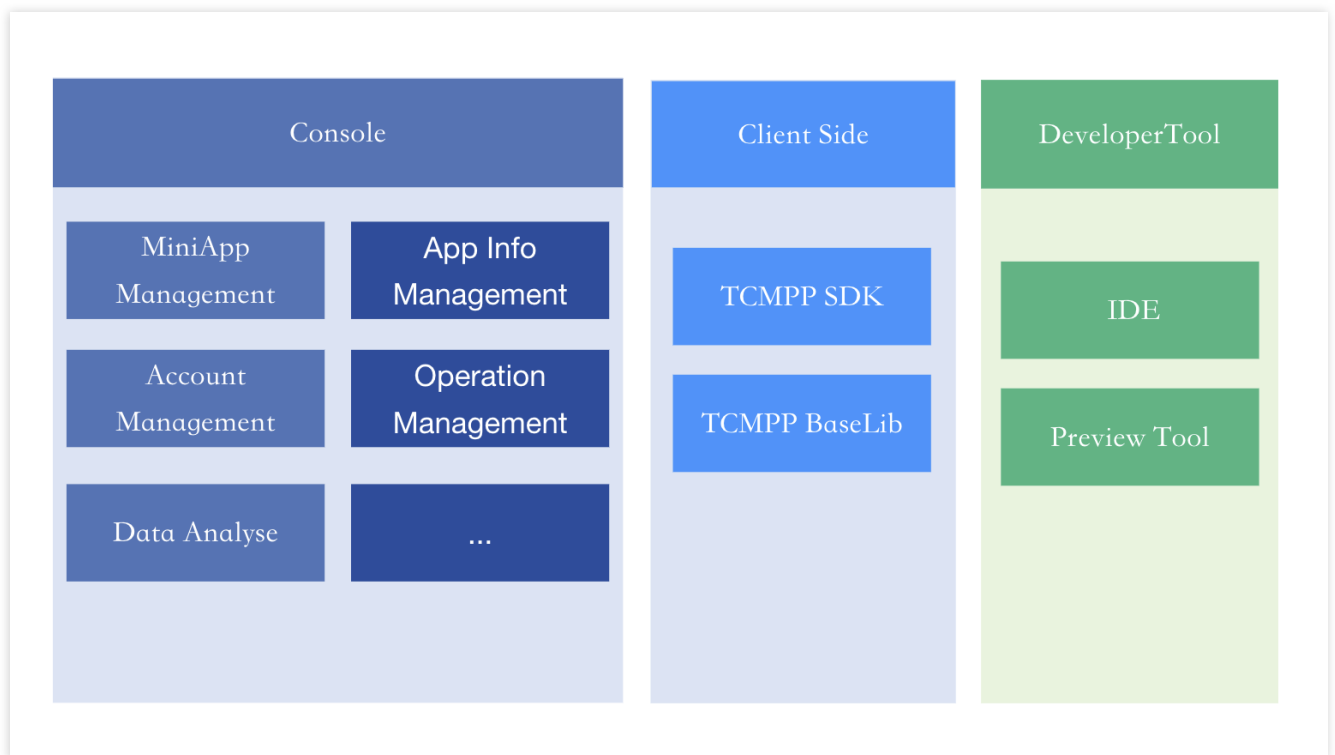 Console
MiniApp
Management
App Info
Management
Account
Management
Operation
Management
Data Analyse
...
Client Side
TCMPP SDK
TCMPP BaseLib
DeveloperTool
IDE
Preview Tool